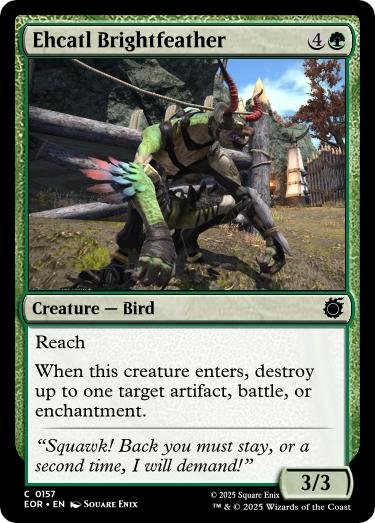 Ehcatl Brightfeather 4
Creature — Bird
Reach
When this creature enters, destroy
up to one target artifact, battle, or
enchantment.
“Squawk! Back you must stay, or a
second time, I will demand!”
3/3
C 0157
EOR • EN Square Enix
© 2025 Square Enix
™ & © 2025 Wizards of the Coast